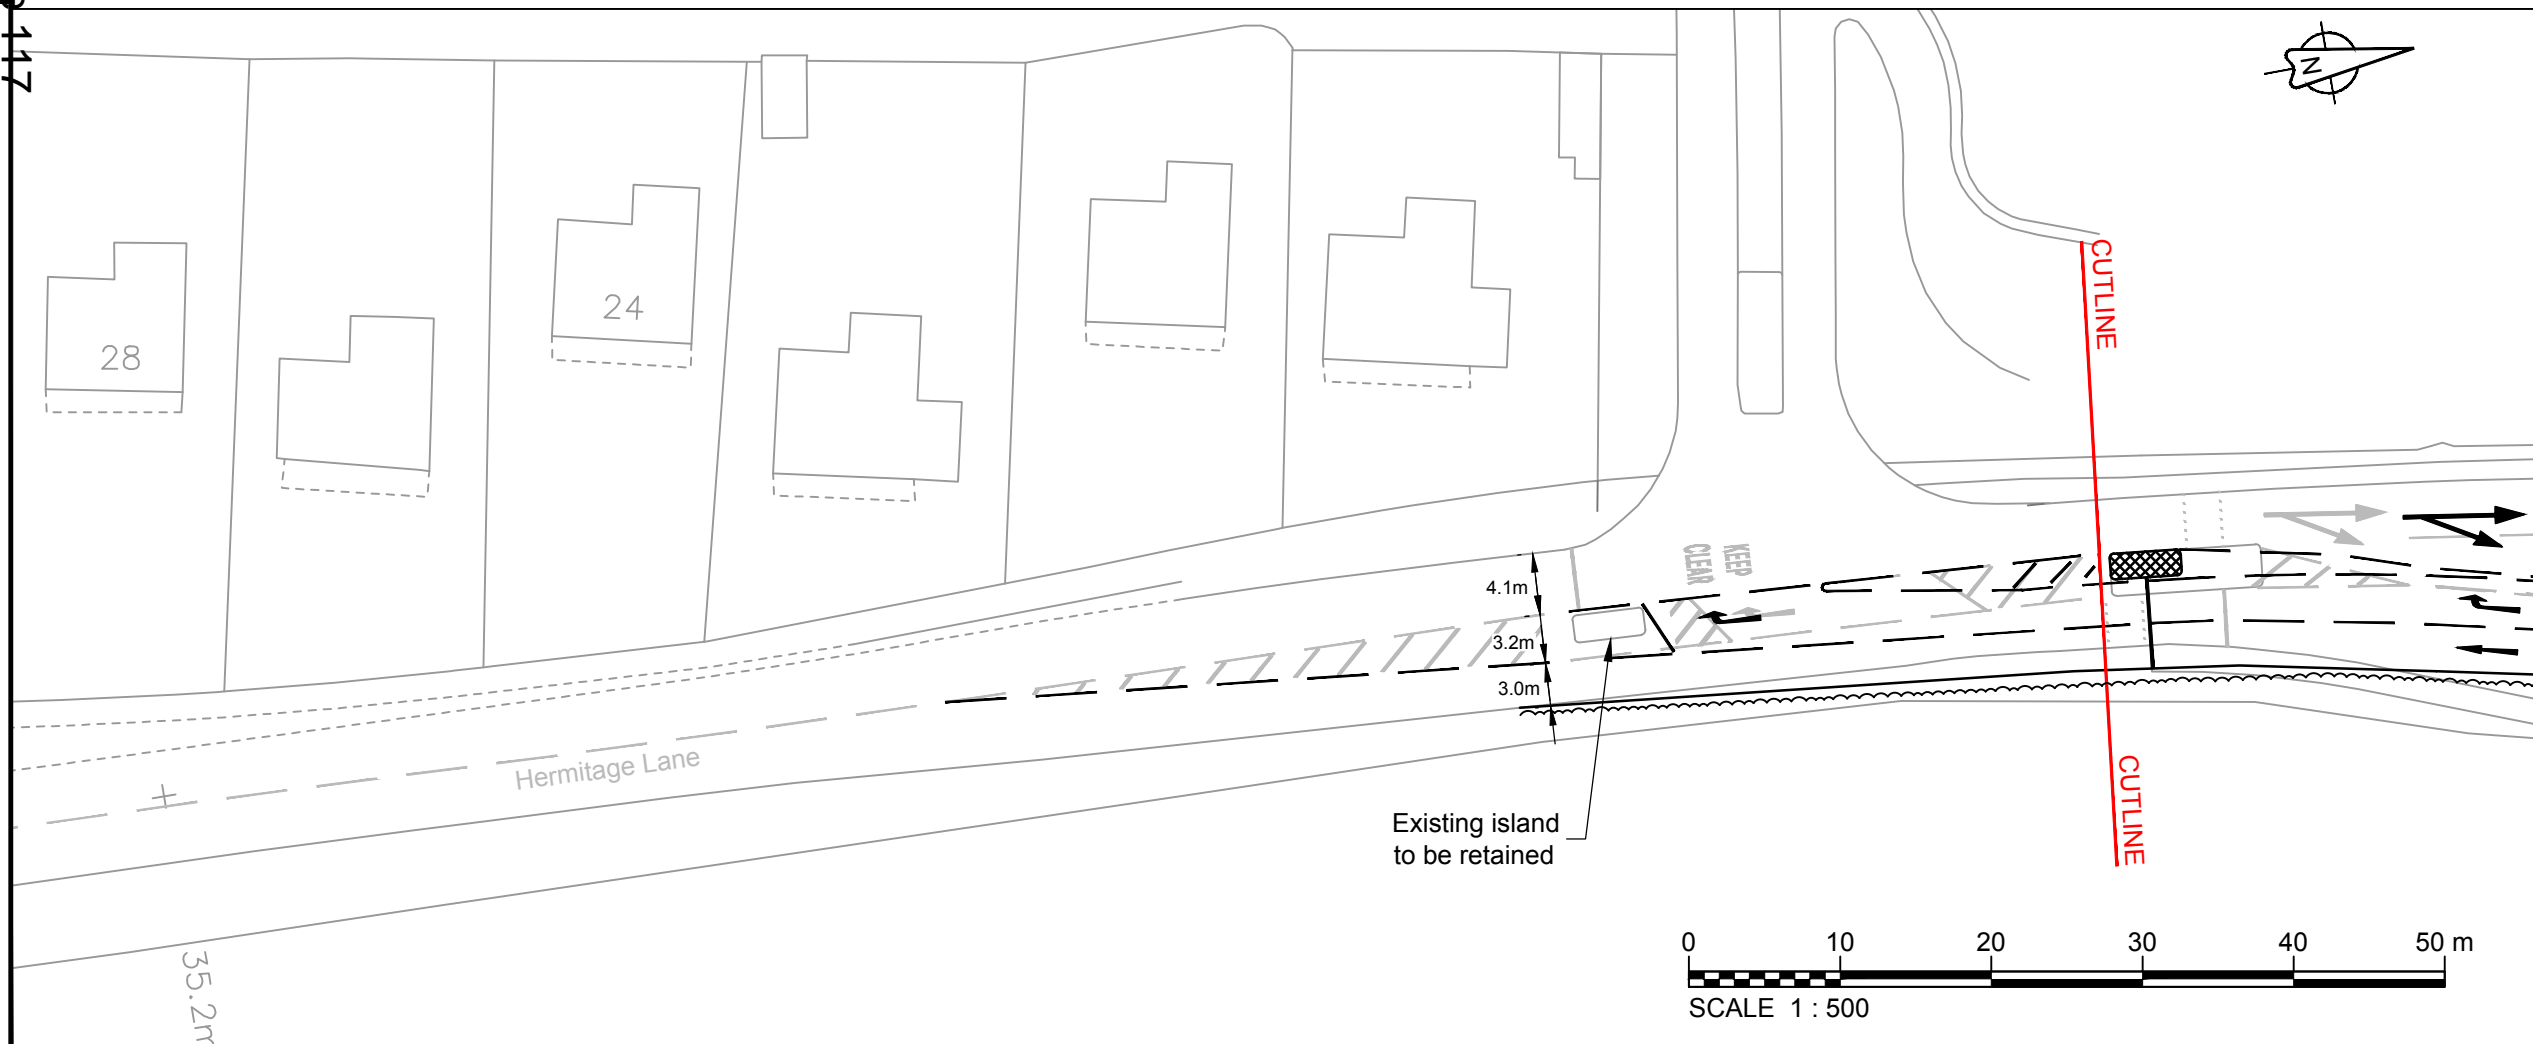 117
N
CUTLINE
24
28
KEEP
CLEAR
4.1m
3.2m
3.0m
Hermitage Lane
CUTLINE
Existing island
to be retained
35.2m
0 10 20 30 40 50 m
SCALE 1 : 500